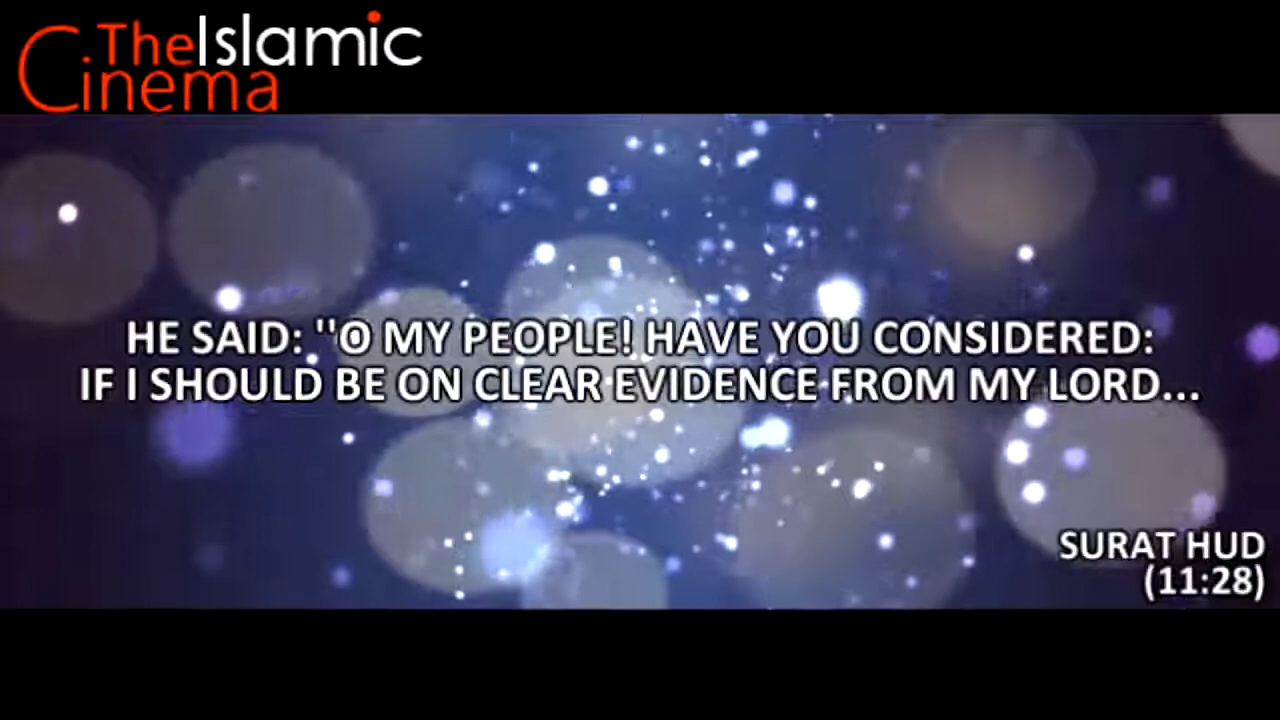 TheIslamic
Cinema
HE SAID: "O MY PEOPLE! HAVE YOU CONSIDERED:
IF I SHOULD BE ON CLEAR EVIDENCE FROM MY LORD...
SURAT HUD
(11:28)